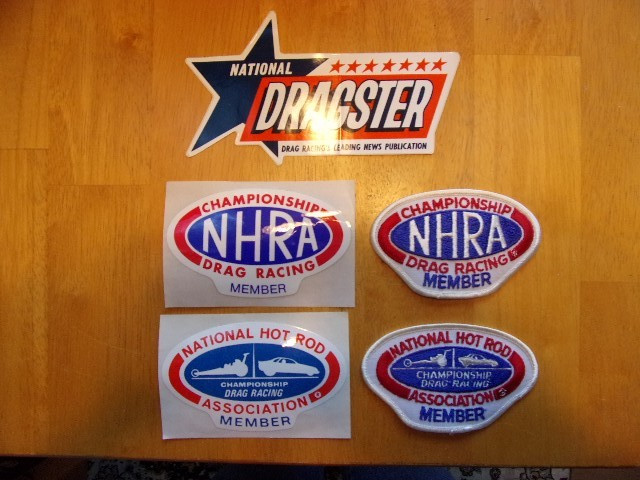 NATIONAL
DRAGSTER
DRAG RACING'S LEADING NEWS PUBLICATION
CHAMPIONSHIP
NHRA
DRAG RACING
MEMBER
CHAMPIONSHIP
NHRA
DRAG RACING
MEMBER
NATIONAL HOT ROD
CHAMPIONSHIP
DRAG RACING
ASSOCIATION
MEMBER
NATIONAL HOT ROD
CHAMPIONSHIP
DRAG RACING
ASSOCIATION
MEMBER